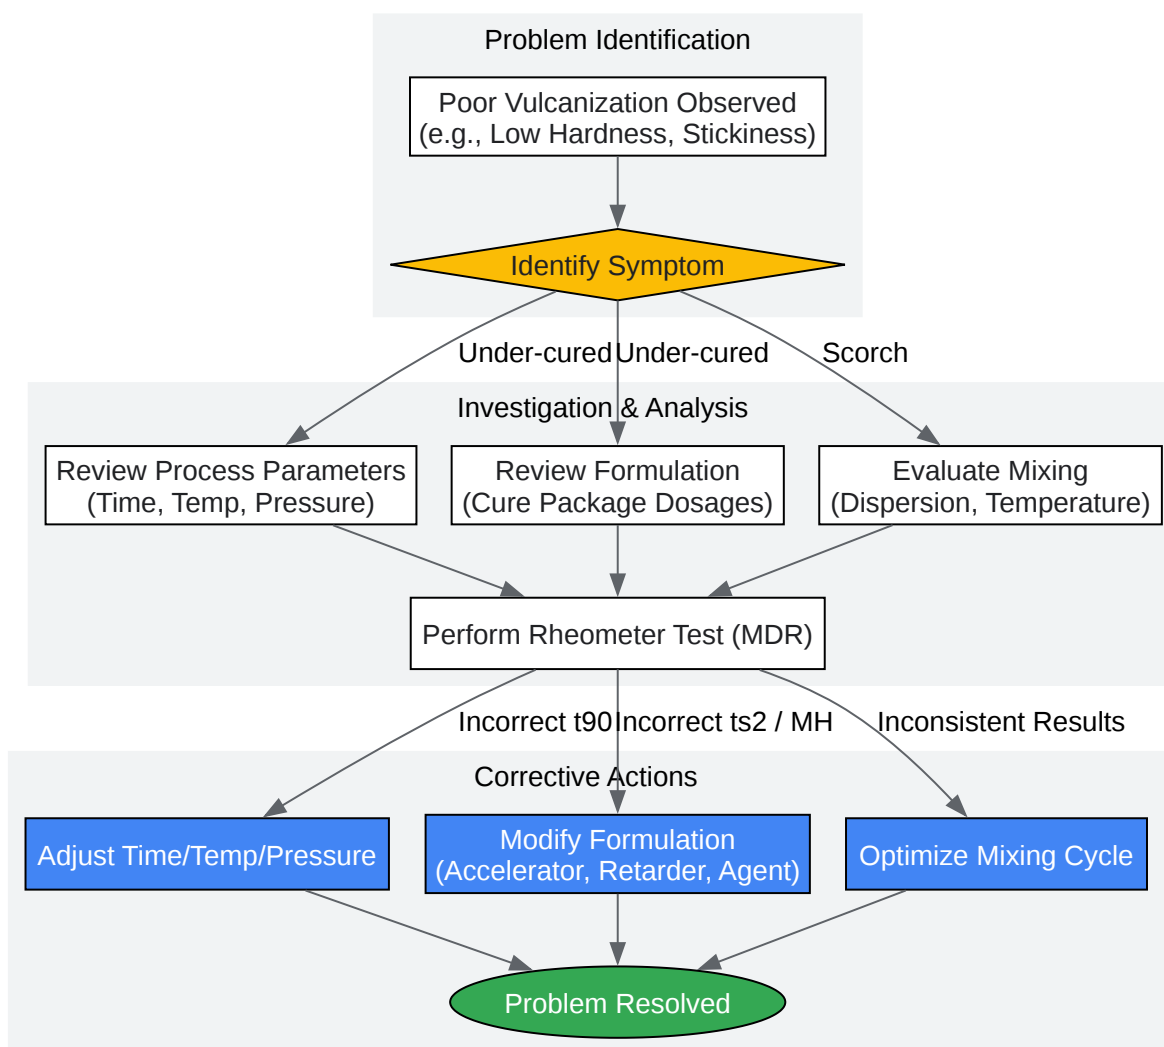 Problem Identification
Poor Vulcanization Observed
(e.g., Low Hardness, Stickiness)
Identify Symptom
Under-cured
Under-cured
Scorch
Investigation & Analysis
Review Process Parameters
(Time, Temp, Pressure)
Review Formulation
(Cure Package Dosages)
Evaluate Mixing
(Dispersion, Temperature)
Perform Rheometer Test (MDR)
Incorrect t90
Incorrect ts2 / MH
Inconsistent Results
Corrective Actions
Adjust Time/Temp/Pressure
Modify Formulation
(Accelerator, Retarder, Agent)
Optimize Mixing Cycle
Problem Resolved